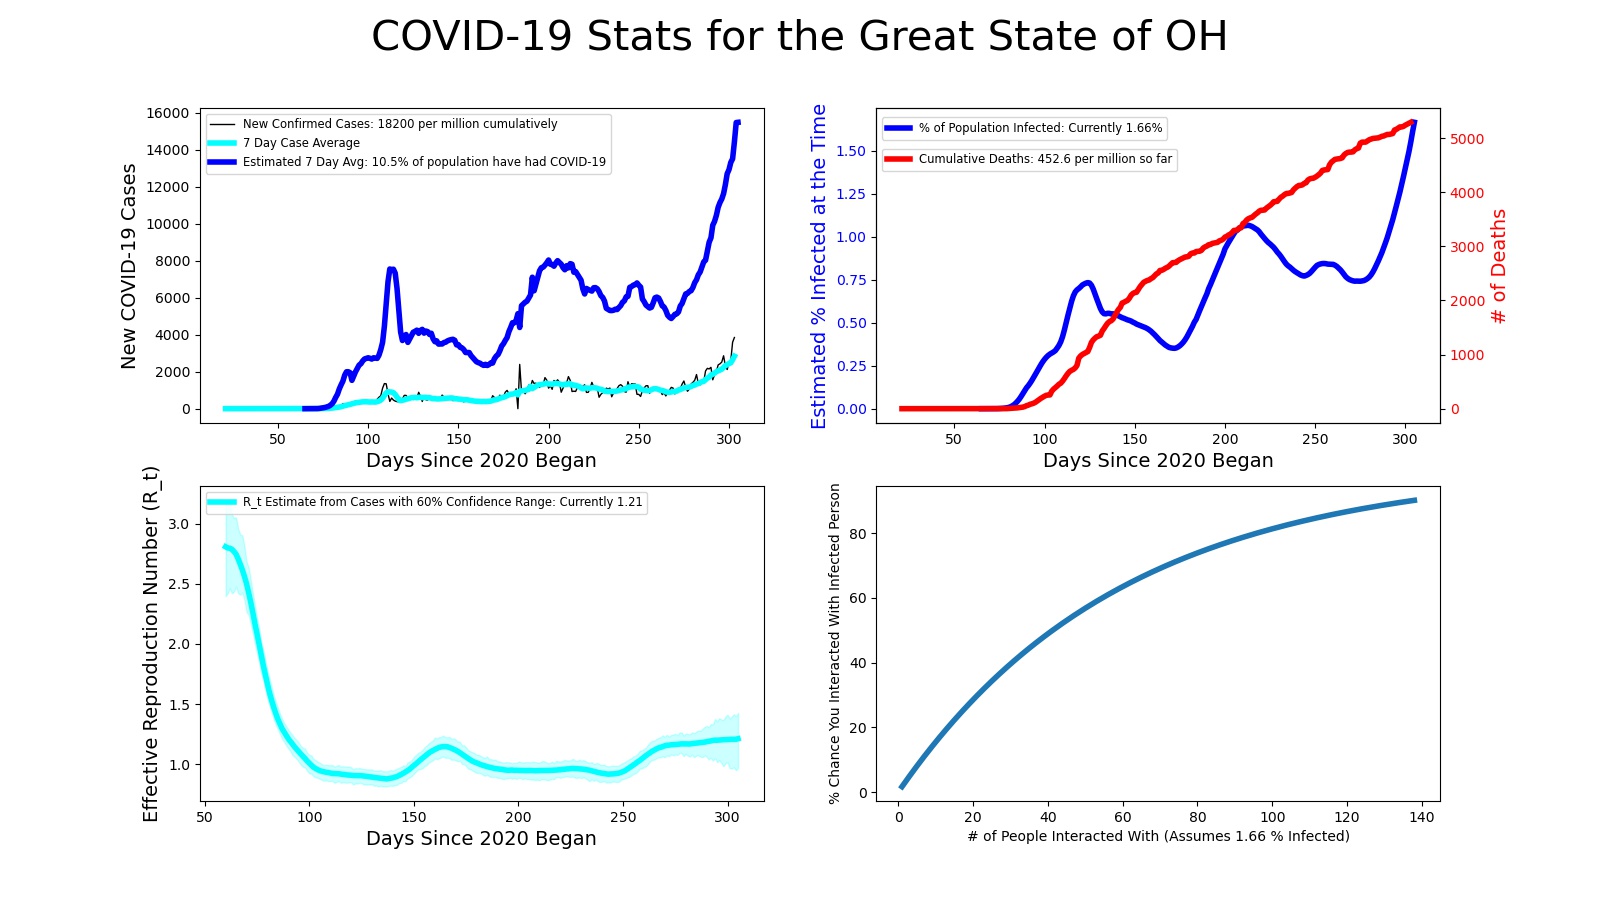 COVID-19 Stats for the Great State of OH
New COVID-19 Cases
16000
14000
12000
10000
8000
6000
4000
2000
0
New Confirmed Cases: 18200 per million cumulatively
7 Day Case Average
Estimated 7 Day Avg: 10.5% of population have had COVID-19
50 100 150 200 250 300
Days Since 2020 Began
Estimated % Infected at the Time
1.50
1.25
1.00
0.75
0.50
0.25
0.00
% of Population Infected: Currently 1.66%
Cumulative Deaths: 452.6 per million so far
5000
4000
3000
2000
1000
0
# of Deaths
50 100 150 200 250 300
Days Since 2020 Began
Effective Reproduction Number (R_t)
3.0
2.5
2.0
1.5
1.0
R_t Estimate from Cases with 60% Confidence Range: Currently 1.21
50 100 150 200 250 300
Days Since 2020 Began
% Chance You Interacted With Infected Person
80
60
40
20
0
0 20 40 60 80 100 120 140
# of People Interacted With (Assumes 1.66 % Infected)